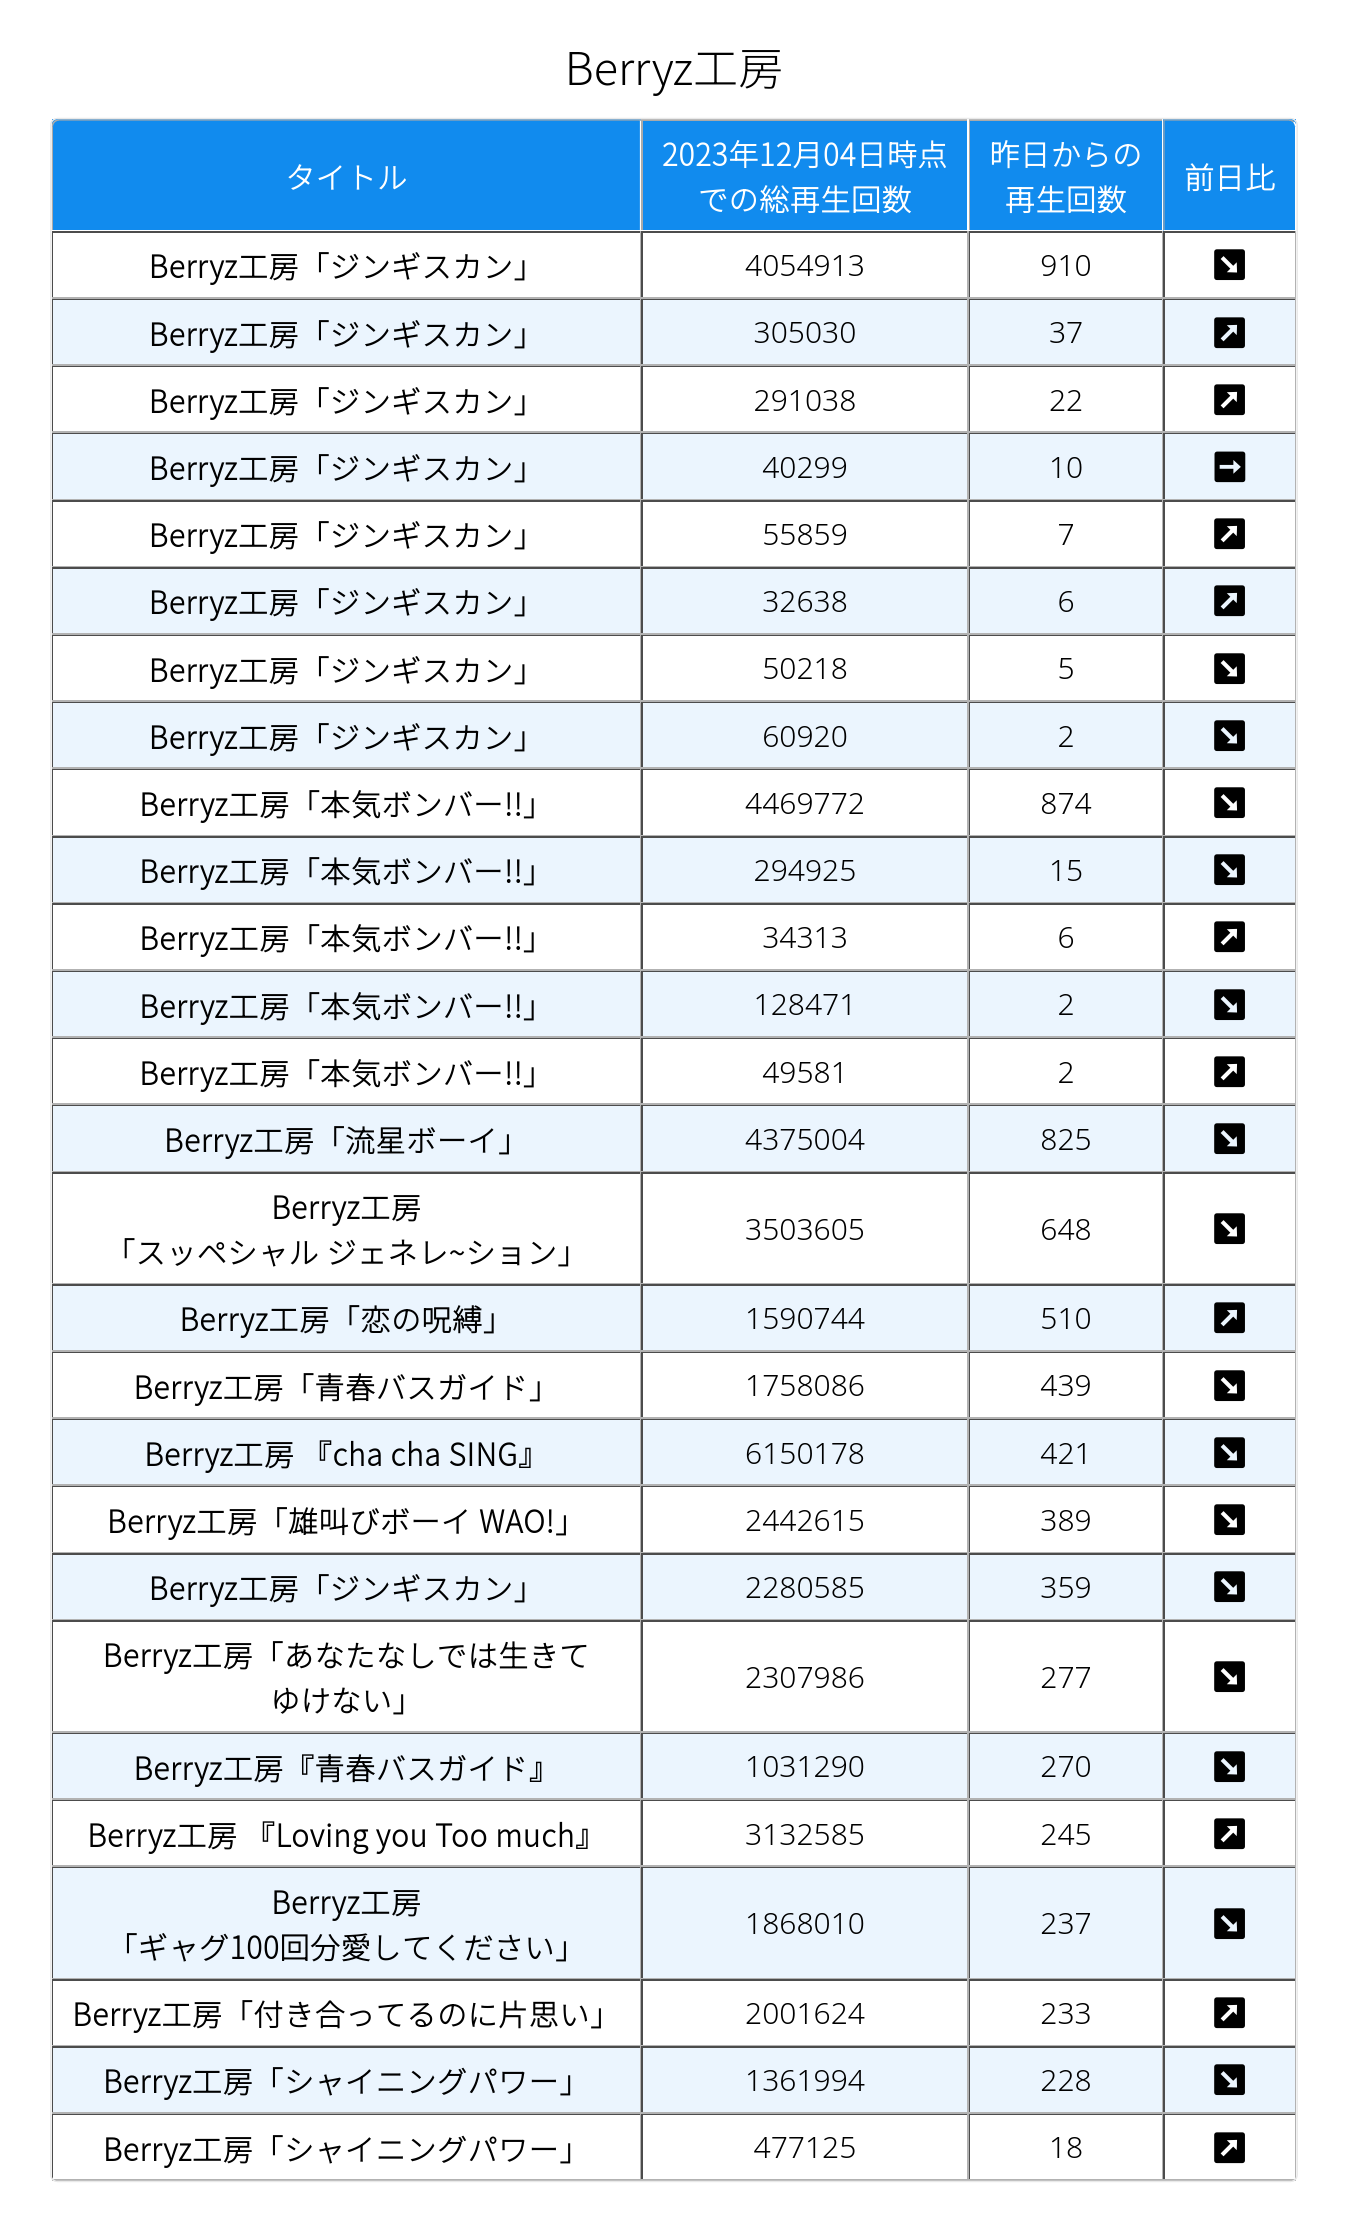 Berryz工房
タイトル
2023年12月04日時点
での総再生回数
昨日からの
再生回数
前日比
Berryz工房「ジンギスカン」 4054913 910 ↘
Berryz工房「ジンギスカン」 305030 37 ↗
Berryz工房「ジンギスカン」 291038 22 ↗
Berryz工房「ジンギスカン」 40299 10 →
Berryz工房「ジンギスカン」 55859 7 ↗
Berryz工房「ジンギスカン」 32638 6 ↗
Berryz工房「ジンギスカン」 50218 5 ↘
Berryz工房「ジンギスカン」 60920 2 ↘
Berryz工房「本気ボンバー!!」 4469772 874 ↘
Berryz工房「本気ボンバー!!」 294925 15 ↘
Berryz工房「本気ボンバー!!」 34313 6 ↗
Berryz工房「本気ボンバー!!」 128471 2 ↘
Berryz工房「本気ボンバー!!」 49581 2 ↗
Berryz工房「流星ボーイ」 4375004 825 ↘
Berryz工房
「スッペシャル ジェネレ~ション」 3503605 648 ↘
Berryz工房「恋の呪縛」 1590744 510 ↗
Berryz工房「青春バスガイド」 1758086 439 ↘
Berryz工房 『cha cha SING』 6150178 421 ↘
Berryz工房「雄叫びボーイ WAO!」 2442615 389 ↘
Berryz工房「ジンギスカン」 2280585 359 ↘
Berryz工房「あなたなしでは生きて
ゆけない」 2307986 277 ↘
Berryz工房『青春バスガイド』 1031290 270 ↘
Berryz工房 『Loving you Too much』 3132585 245 ↗
Berryz工房
「ギャグ100回分愛してください」 1868010 237 ↘
Berryz工房「付き合ってるのに片思い」 2001624 233 ↗
Berryz工房「シャイニングパワー」 1361994 228 ↘
Berryz工房「シャイニングパワー」 477125 18 ↗